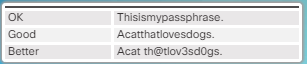 OK Thisismypassphrase.
Good Acatthatlovesdogs.
Better Acat th@tlov3sd0gs.